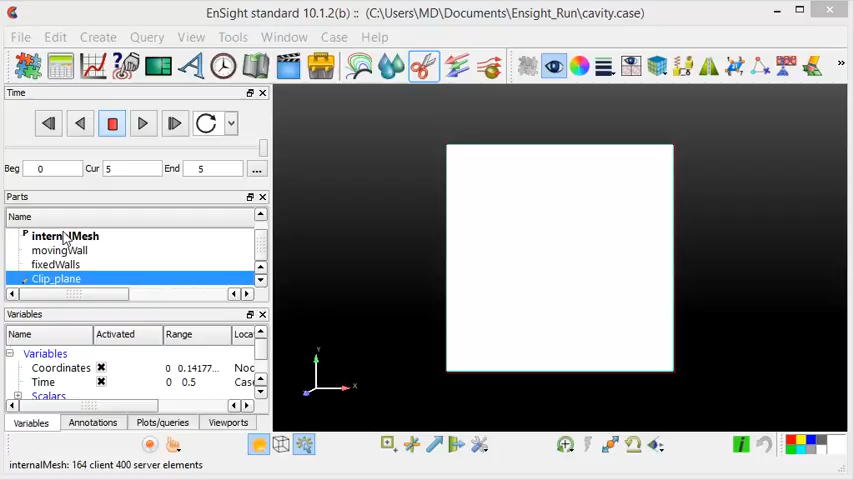 EnSight standard 10.1.2(b) :: (C:\Users\MD\Documents\Ensight_Run\cavity.case)
File Edit Create Query View Tools Window Case Help
Time
Beg 0 Cur 5 End 5 ...
Parts
Name
P internalMesh
movingWall
fixedWalls
Clip_plane
Variables
Name Activated Range Loca
Variables
Coordinates 0 0.14177... Noc
Time 0 0.5 Case
Scalars
Variables Annotations Plots/queries Viewports
Y
X
internalMesh: 164 client 400 server elements